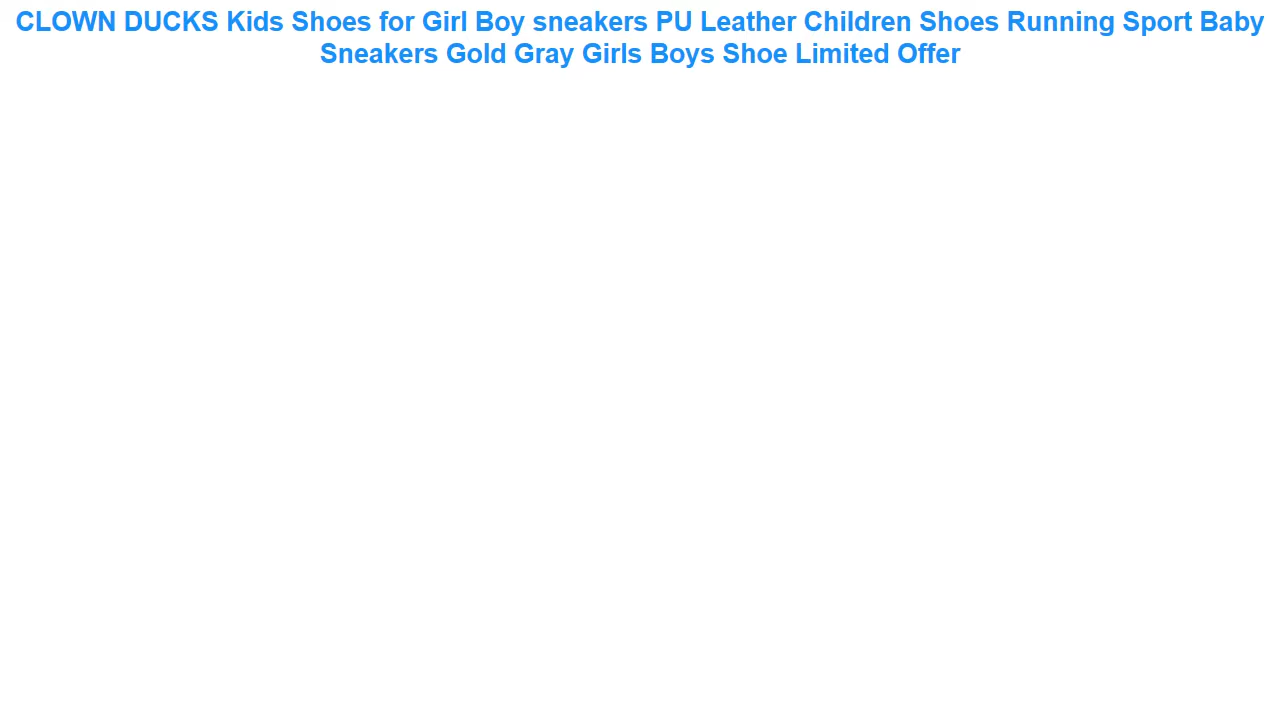 CLOWN DUCKS Kids Shoes for Girl Boy sneakers PU Leather Children Shoes Running Sport Baby
Sneakers Gold Gray Girls Boys Shoe Limited Offer